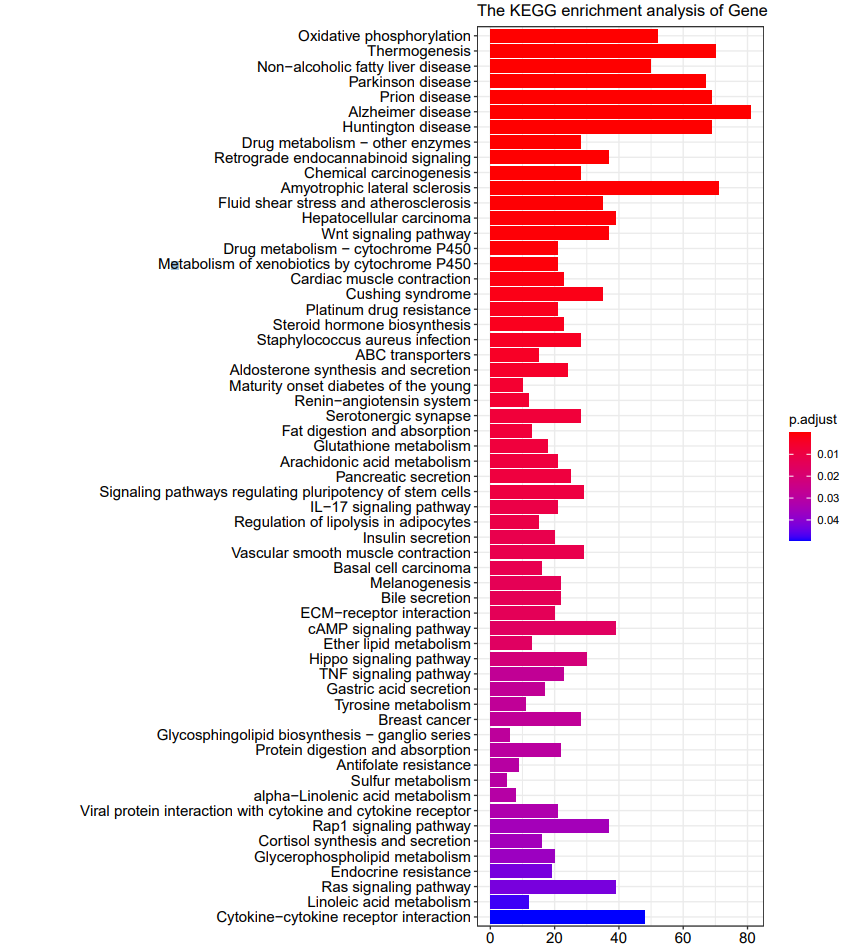 The KEGG enrichment analysis of Gene
Oxidative phosphorylation
Thermogenesis
Non−alcoholic fatty liver disease
Parkinson disease
Prion disease
Alzheimer disease
Huntington disease
Drug metabolism − other enzymes
Retrograde endocannabinoid signaling
Chemical carcinogenesis
Amyotrophic lateral sclerosis
Fluid shear stress and atherosclerosis
Hepatocellular carcinoma
Wnt signaling pathway
Drug metabolism − cytochrome P450
Metabolism of xenobiotics by cytochrome P450
Cardiac muscle contraction
Cushing syndrome
Platinum drug resistance
Steroid hormone biosynthesis
Staphylococcus aureus infection
ABC transporters
Aldosterone synthesis and secretion
Maturity onset diabetes of the young
Renin−angiotensin system
Serotonergic synapse
Fat digestion and absorption
Glutathione metabolism
Arachidonic acid metabolism
Pancreatic secretion
Signaling pathways regulating pluripotency of stem cells
IL−17 signaling pathway
Regulation of lipolysis in adipocytes
Insulin secretion
Vascular smooth muscle contraction
Basal cell carcinoma
Melanogenesis
Bile secretion
ECM−receptor interaction
cAMP signaling pathway
Ether lipid metabolism
Hippo signaling pathway
TNF signaling pathway
Gastric acid secretion
Tyrosine metabolism
Breast cancer
Glycosphingolipid biosynthesis − ganglio series
Protein digestion and absorption
Antifolate resistance
Sulfur metabolism
alpha−Linolenic acid metabolism
Viral protein interaction with cytokine and cytokine receptor
Rap1 signaling pathway
Cortisol synthesis and secretion
Glycerophospholipid metabolism
Endocrine resistance
Ras signaling pathway
Linoleic acid metabolism
Cytokine−cytokine receptor interaction
0 20 40 60 80
p.adjust
0.01
0.02
0.03
0.04